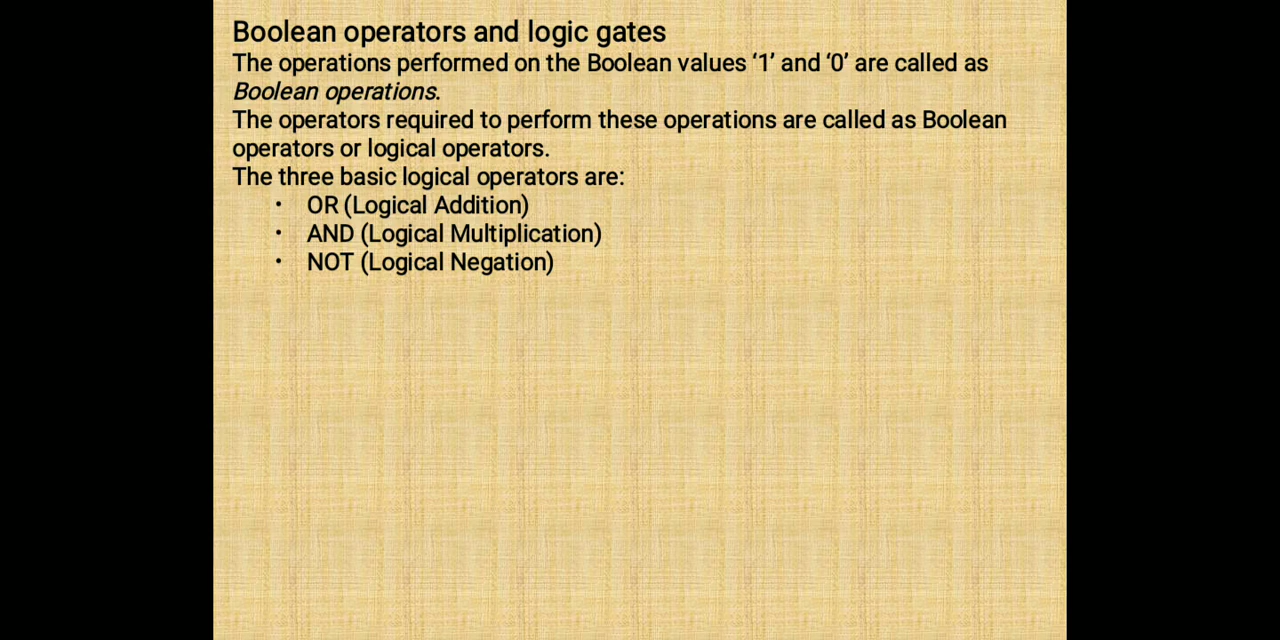 Boolean operators and logic gates
The operations performed on the Boolean values ‘1’ and ‘0’ are called as
Boolean operations.
The operators required to perform these operations are called as Boolean
operators or logical operators.
The three basic logical operators are:
• OR (Logical Addition)
• AND (Logical Multiplication)
• NOT (Logical Negation)